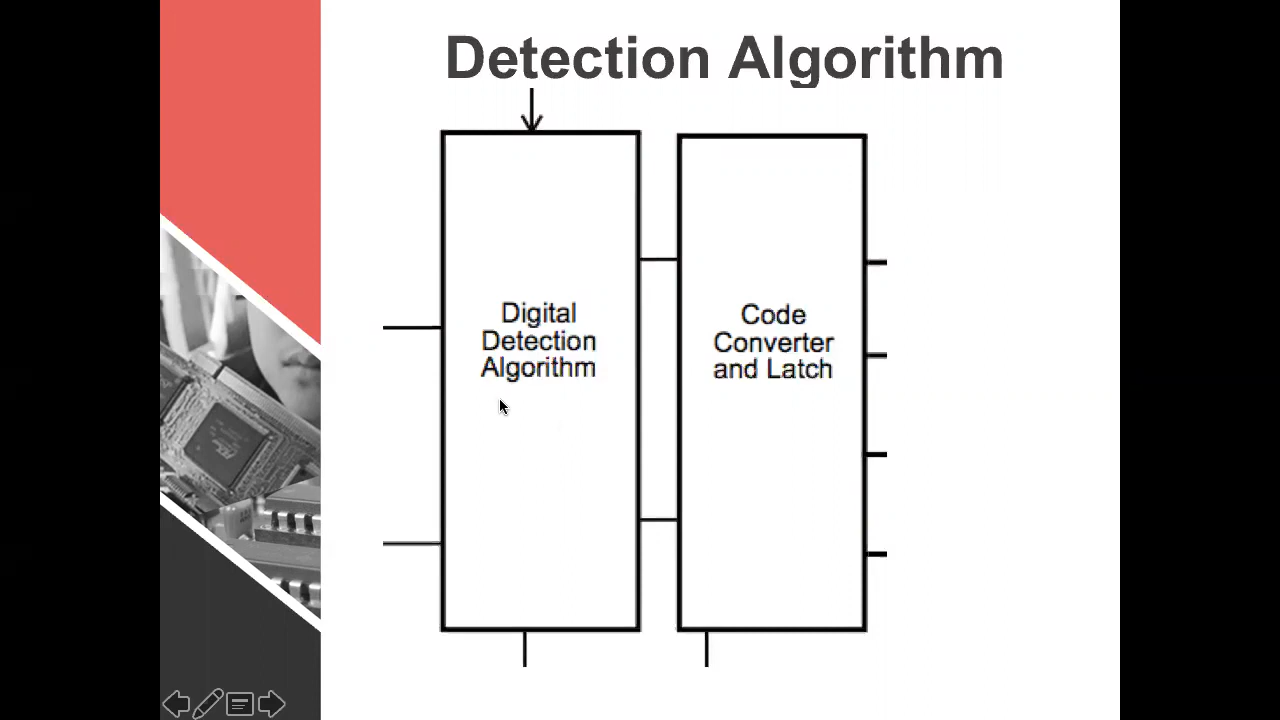 Detection Algorithm
Digital
Detection
Algorithm
Code
Converter
and Latch